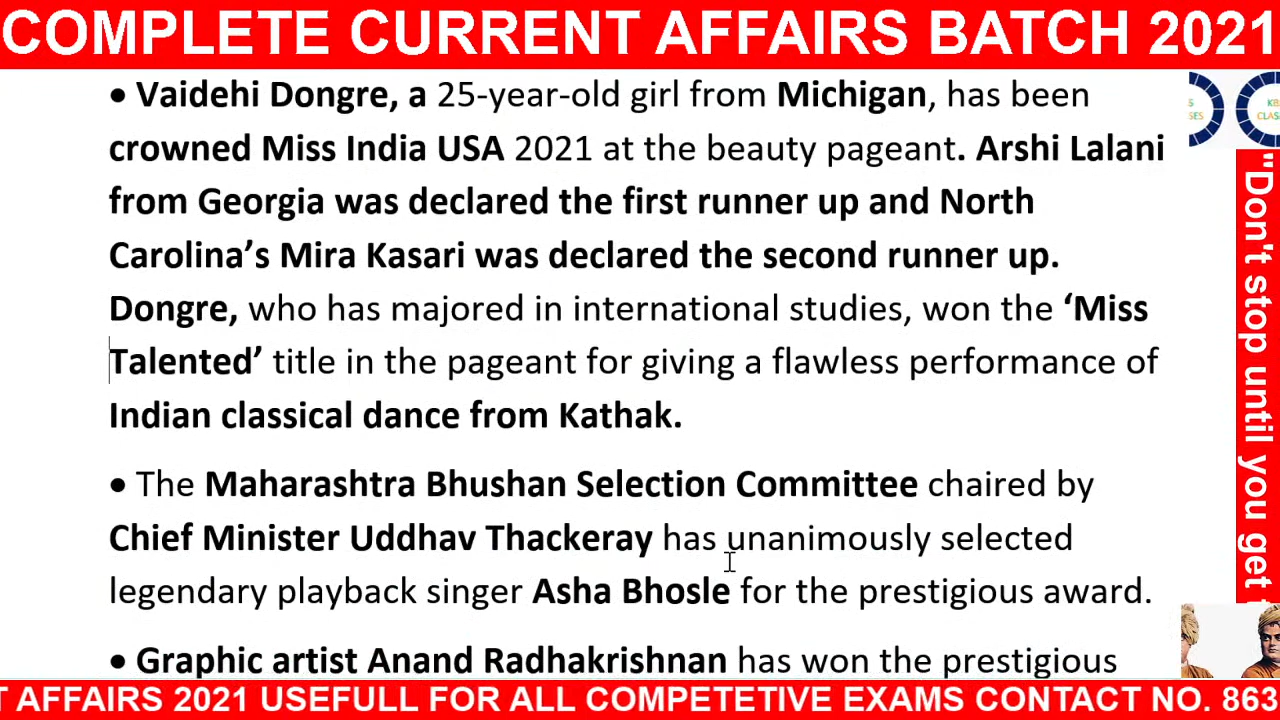 COMPLETE CURRENT AFFAIRS BATCH 2021
• Vaidehi Dongre, a 25-year-old girl from Michigan, has been
crowned Miss India USA 2021 at the beauty pageant. Arshi Lalani
from Georgia was declared the first runner up and North
Carolina’s Mira Kasari was declared the second runner up.
Dongre, who has majored in international studies, won the ‘Miss
Talented’ title in the pageant for giving a flawless performance of
Indian classical dance from Kathak.
• The Maharashtra Bhushan Selection Committee chaired by
Chief Minister Uddhav Thackeray has unanimously selected
legendary playback singer Asha Bhosle for the prestigious award.
• Graphic artist Anand Radhakrishnan has won the prestigious
"Don't stop until you get
T AFFAIRS 2021 USEFULL FOR ALL COMPETETIVE EXAMS CONTACT NO. 863